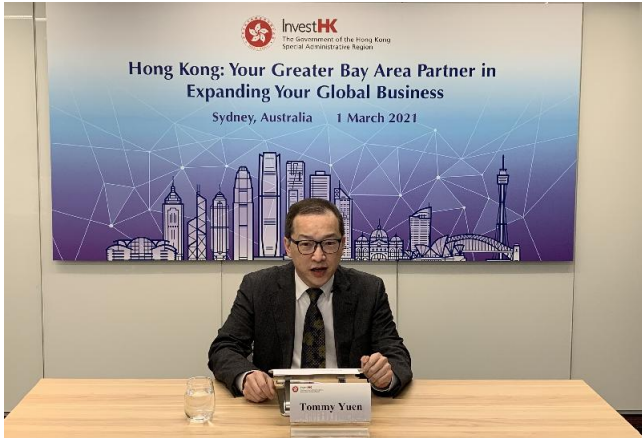 InvestHK
The Government of the Hong Kong
Special Administrative Region
Hong Kong: Your Greater Bay Area Partner in
Expanding Your Global Business
Sydney, Australia 1 March 2021
Tommy Yuen